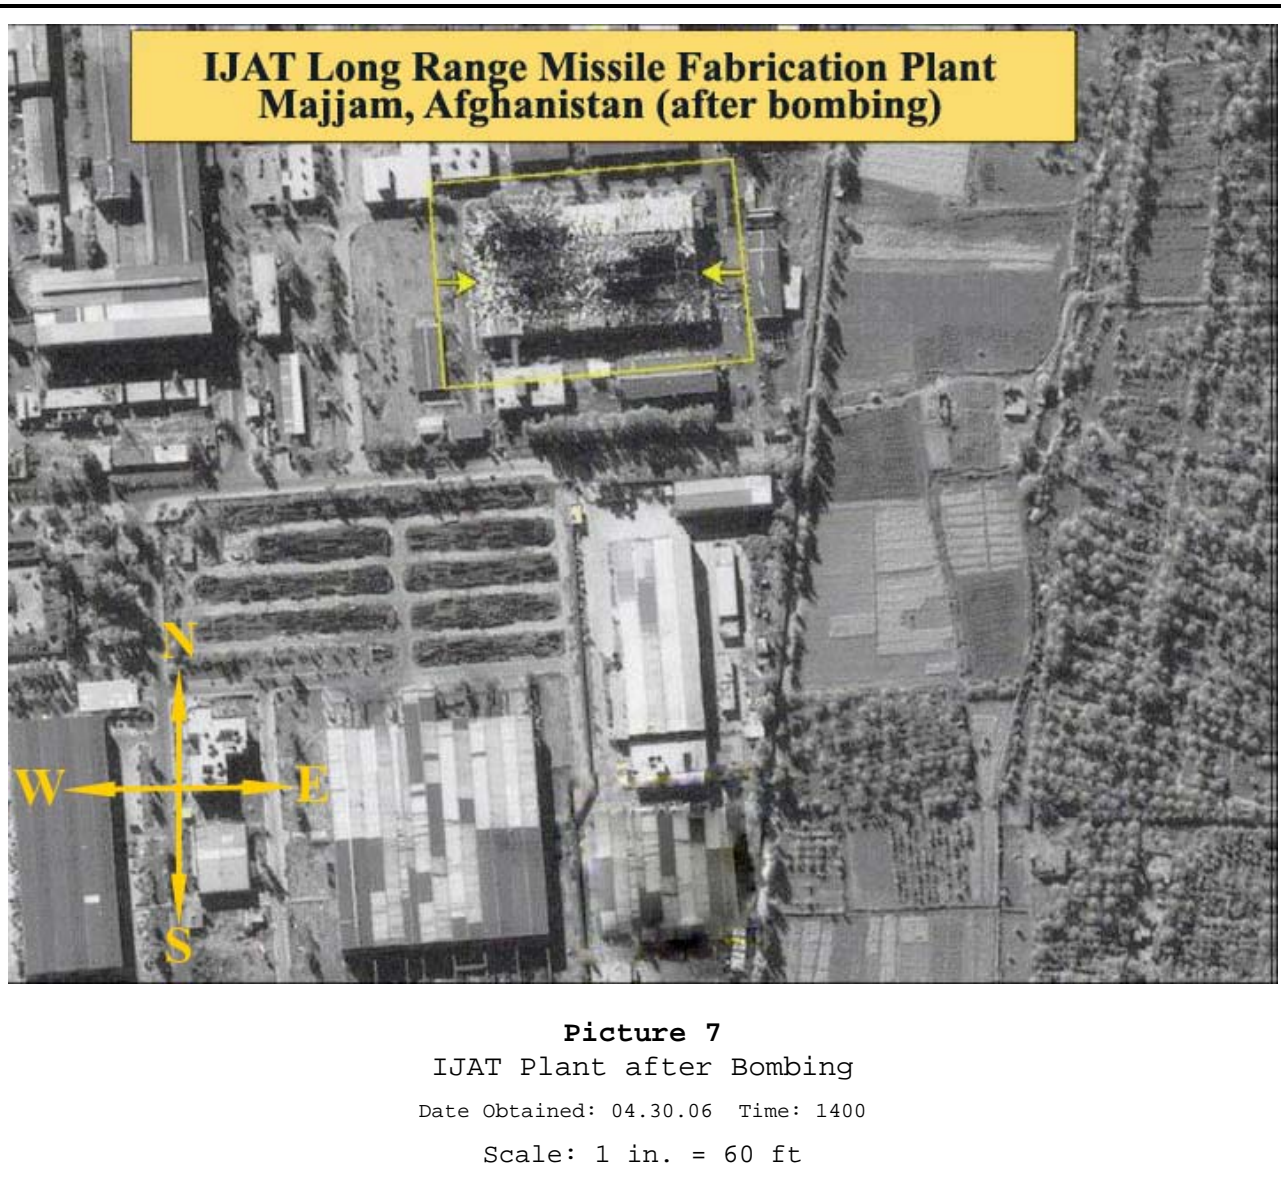 IJAT Long Range Missile Fabrication Plant
Majjam, Afghanistan (after bombing)
N
W
E
S
Picture 7
IJAT Plant after Bombing
Date Obtained: 04.30.06 Time: 1400
Scale: 1 in. = 60 ft